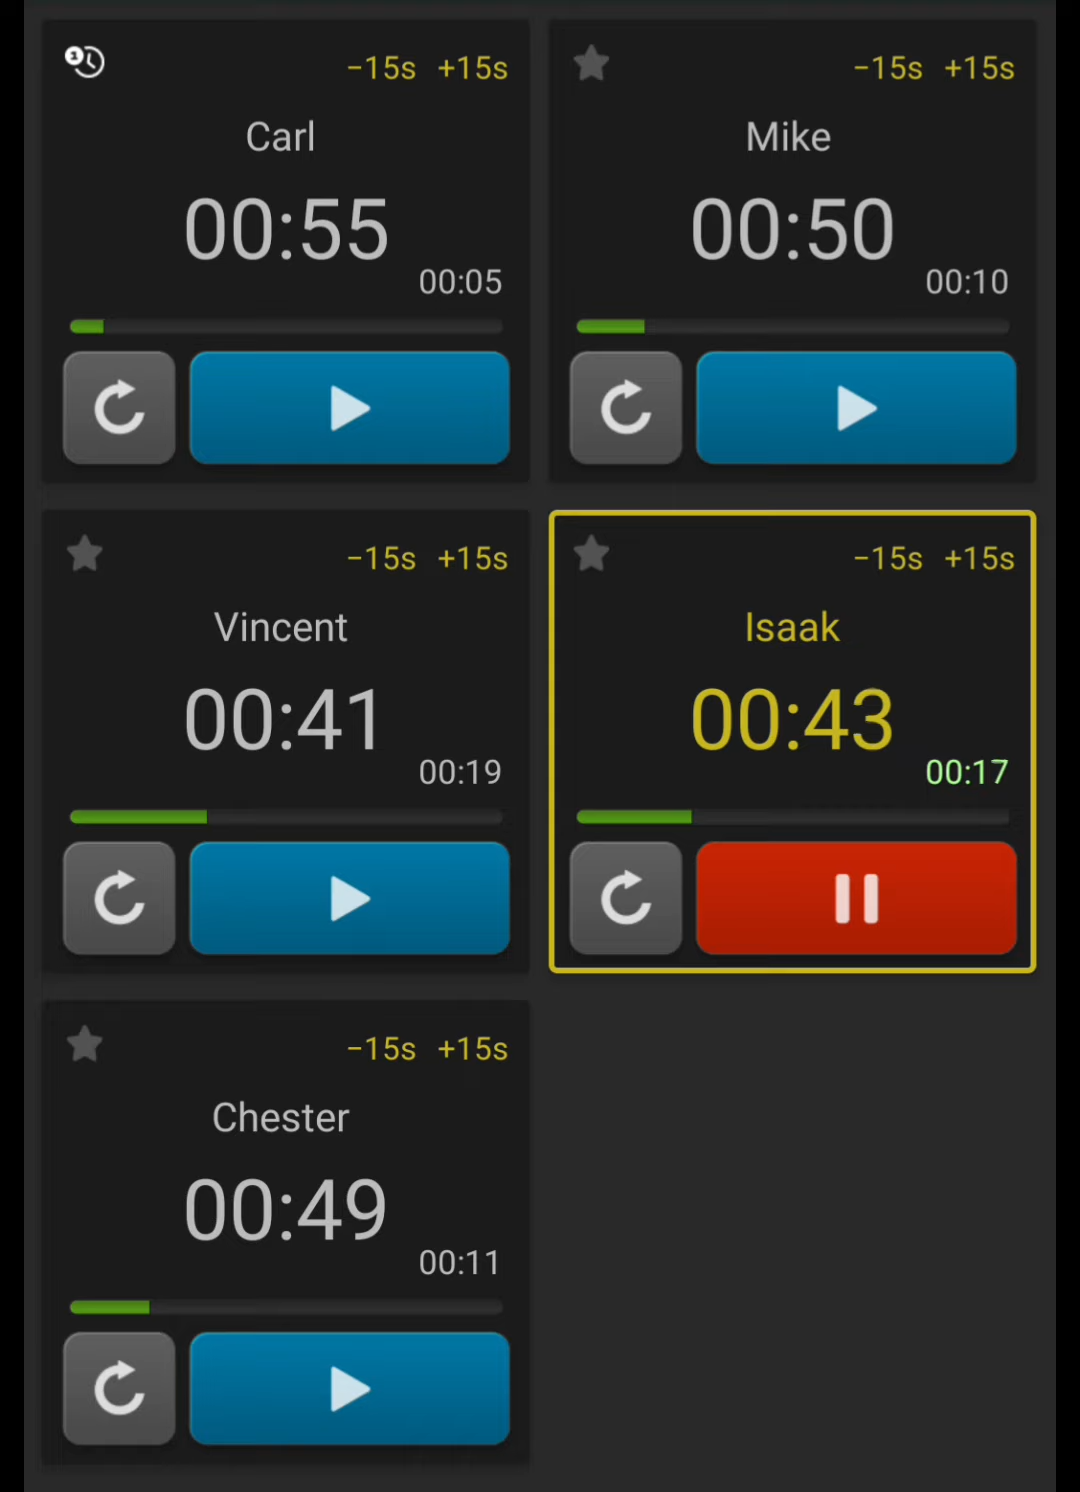 1
−15s +15s
Carl
00:55
00:05
−15s +15s
Mike
00:50
00:10
−15s +15s
Vincent
00:41
00:19
−15s +15s
Isaak
00:43
00:17
−15s +15s
Chester
00:49
00:11